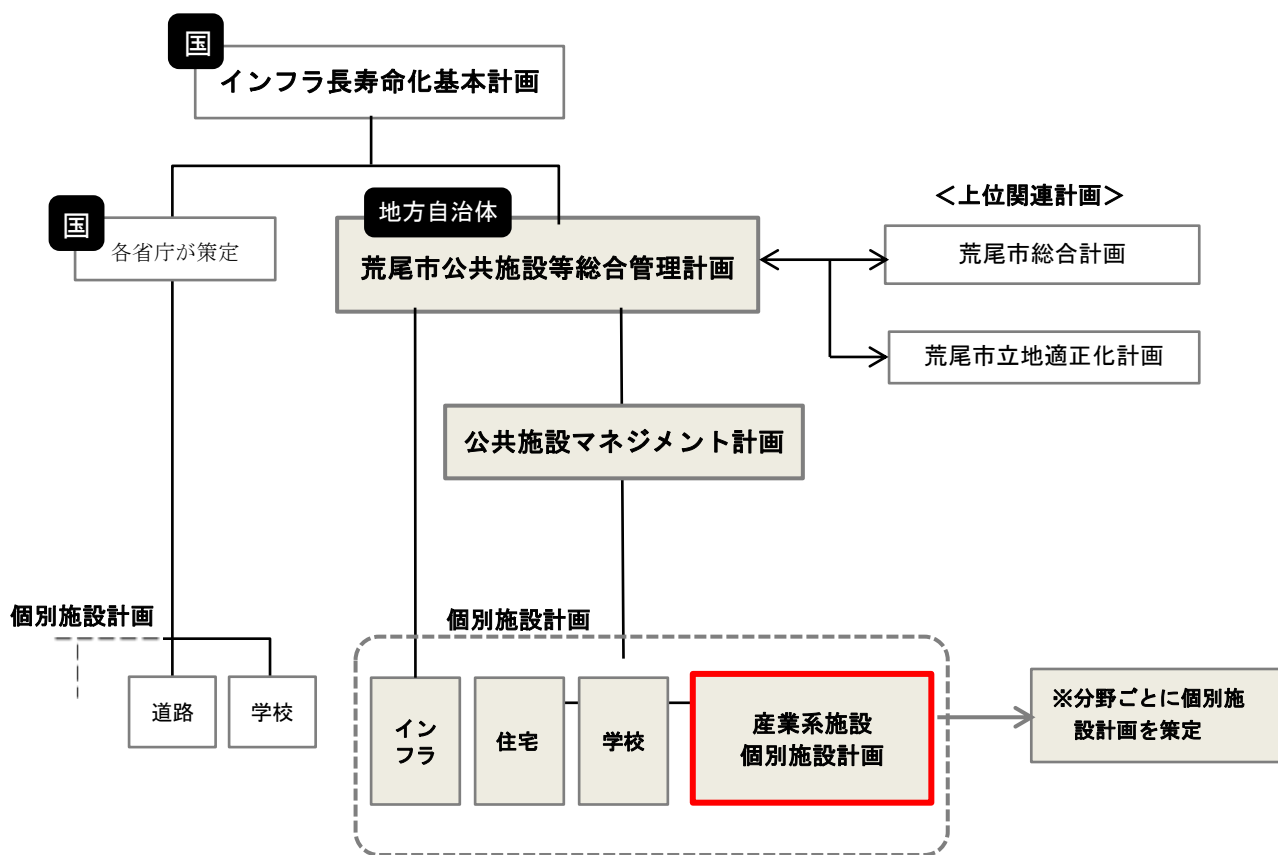 国
インフラ長寿命化基本計画
地方自治体
＜上位関連計画＞
国
各省庁が策定
荒尾市公共施設等総合管理計画
荒尾市総合計画
荒尾市立地適正化計画
公共施設マネジメント計画
個別施設計画
個別施設計画
道路
学校
イン
フラ
住宅
学校
産業系施設
個別施設計画
※分野ごとに個別施
設計画を策定